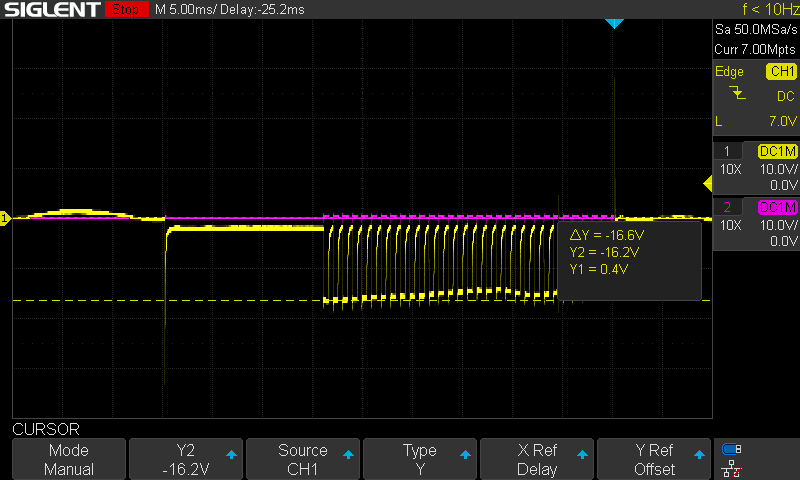 SIGLENT Stop M 5.00ms/ Delay:-25.2ms f < 10Hz
Sa 50.0MSa/s
Curr 7.00Mpts
Edge CH1
DC
L 7.0V
1 DC1M
10X 10.0V/
0.0V
2 DC1M
10X 10.0V/
0.0V
1
△Y = -16.6V
Y2 = -16.2V
Y1 = 0.4V
CURSOR
Mode
Manual
Y2
-16.2V
Source
CH1
Type
Y
X Ref
Delay
Y Ref
Offset